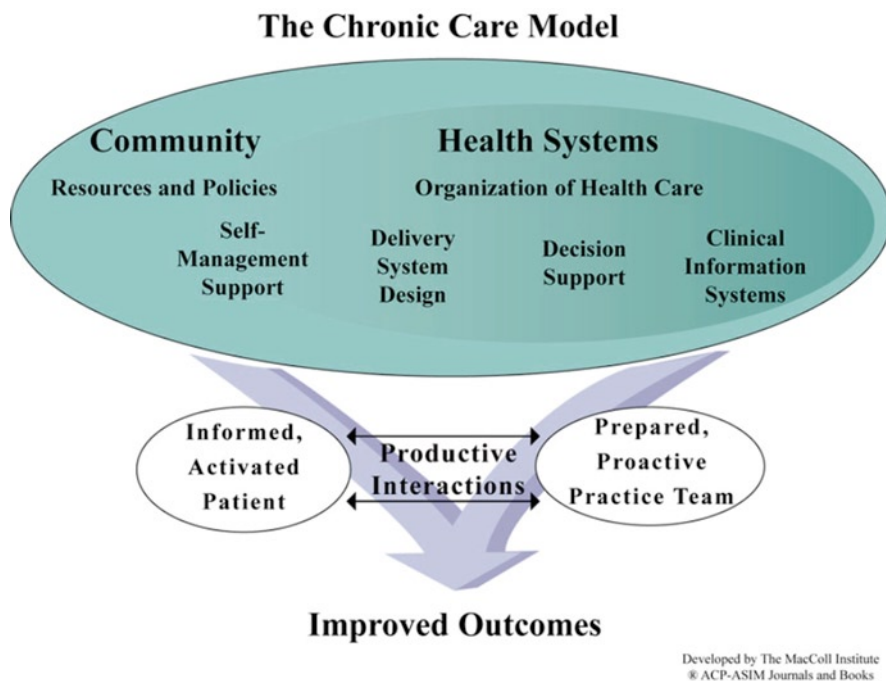 The Chronic Care Model
Community
Resources and Policies
Health Systems
Organization of Health Care
Self-
Management
Support
Delivery
System
Design
Decision
Support
Clinical
Information
Systems
Informed,
Activated
Patient
Productive
Interactions
Prepared,
Proactive
Practice Team
Improved Outcomes
Developed by The MacColl Institute
® ACP-ASIM Journals and Books